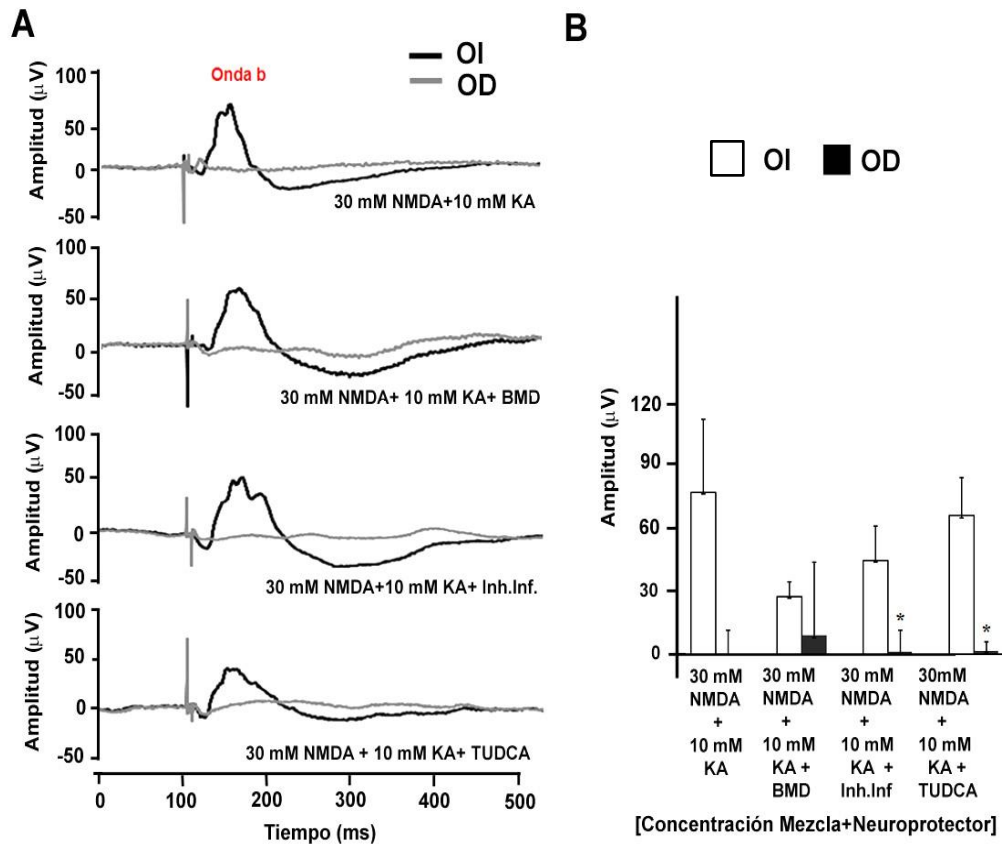 A
OI
OD
Onda b
Amplitud (μV)
100
50
0
-50
30 mM NMDA+10 mM KA
Amplitud (μV)
100
50
0
-50
30 mM NMDA+ 10 mM KA+ BMD
Amplitud (μV)
100
50
0
-50
30 mM NMDA+10 mM KA+ Inh.Inf.
Amplitud (μV)
100
50
0
-50
30 mM NMDA + 10 mM KA+ TUDCA
0 100 200 300 400 500
Tiempo (ms)
B
OI OD
Amplitud (μV)
120
90
60
30
0
* *
30 mM
NMDA
+
10 mM
KA
30 mM
NMDA
+
10 mM
KA +
BMD
30 mM
NMDA
+
10 mM
KA +
Inh.Inf
30mM
NMDA
+
10 mM
KA +
TUDCA
[Concentración Mezcla+Neuroprotector]